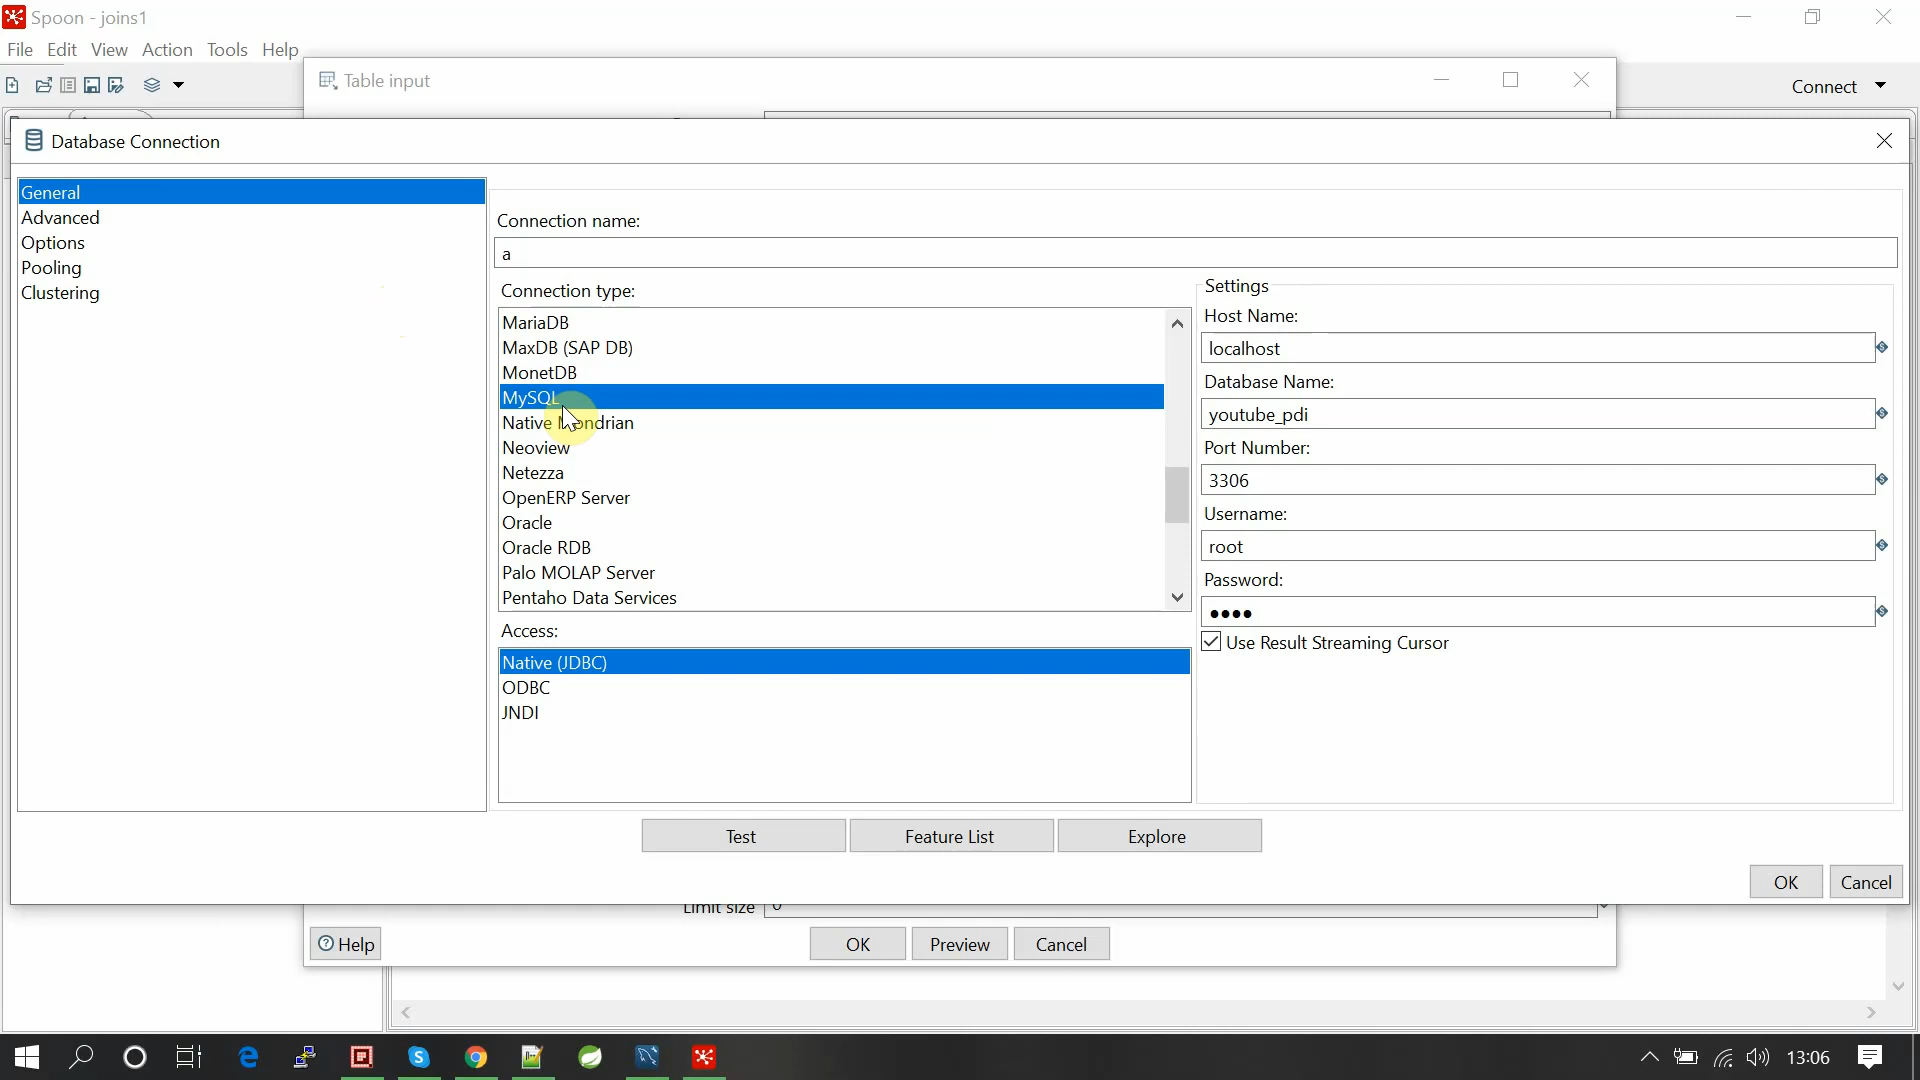 Spoon - joins1
File Edit View Action Tools Help
Connect
Table input
Database Connection
General
Advanced
Options
Pooling
Clustering
Connection name:
a
Connection type:
MariaDB
MaxDB (SAP DB)
MonetDB
MySQL
Native Mondrian
Neoview
Netezza
OpenERP Server
Oracle
Oracle RDB
Palo MOLAP Server
Pentaho Data Services
Access:
Native (JDBC)
ODBC
JNDI
Settings
Host Name:
localhost
Database Name:
youtube_pdi
Port Number:
3306
Username:
root
Password:
●●●●
Use Result Streaming Cursor
Test Feature List Explore
OK Cancel
Limit size 0
Help OK Preview Cancel
13:06